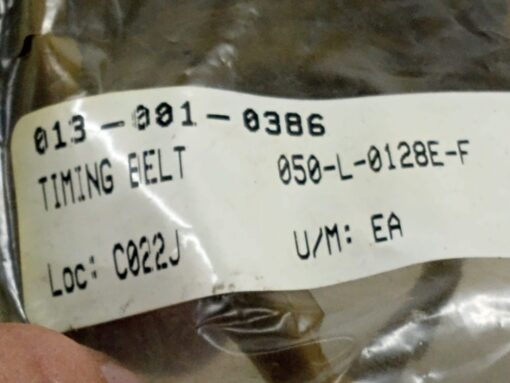 013-001-0386
TIMING BELT 050-L-0128E-F
Loc: C022J U/M: EA